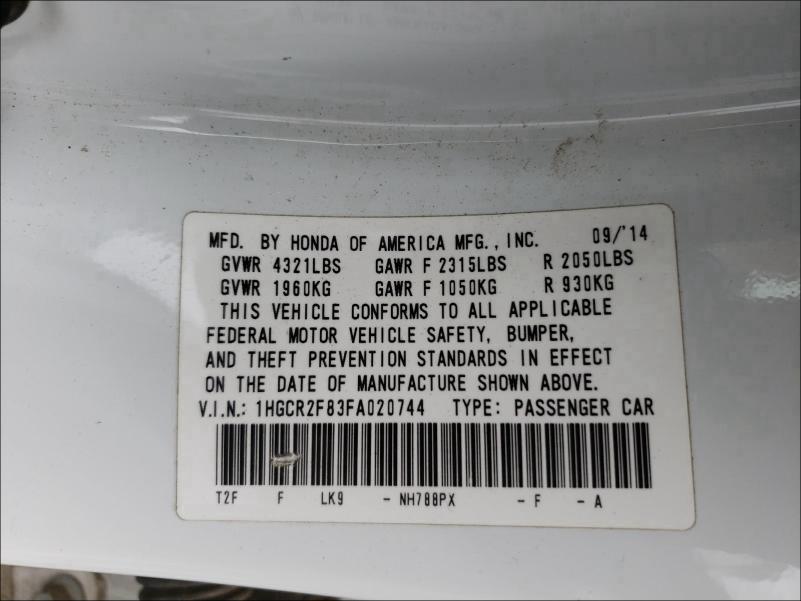 MFD. BY HONDA OF AMERICA MFG., INC. 09/'14
GVWR 4321LBS GAWR F 2315LBS R 2050LBS
GVWR 1960KG GAWR F 1050KG R 930KG
THIS VEHICLE CONFORMS TO ALL APPLICABLE
FEDERAL MOTOR VEHICLE SAFETY, BUMPER,
AND THEFT PREVENTION STANDARDS IN EFFECT
ON THE DATE OF MANUFACTURE SHOWN ABOVE.
V.I.N.: 1HGCR2F83FA020744 TYPE: PASSENGER CAR
T2F F LK9 - NH788PX - F - A